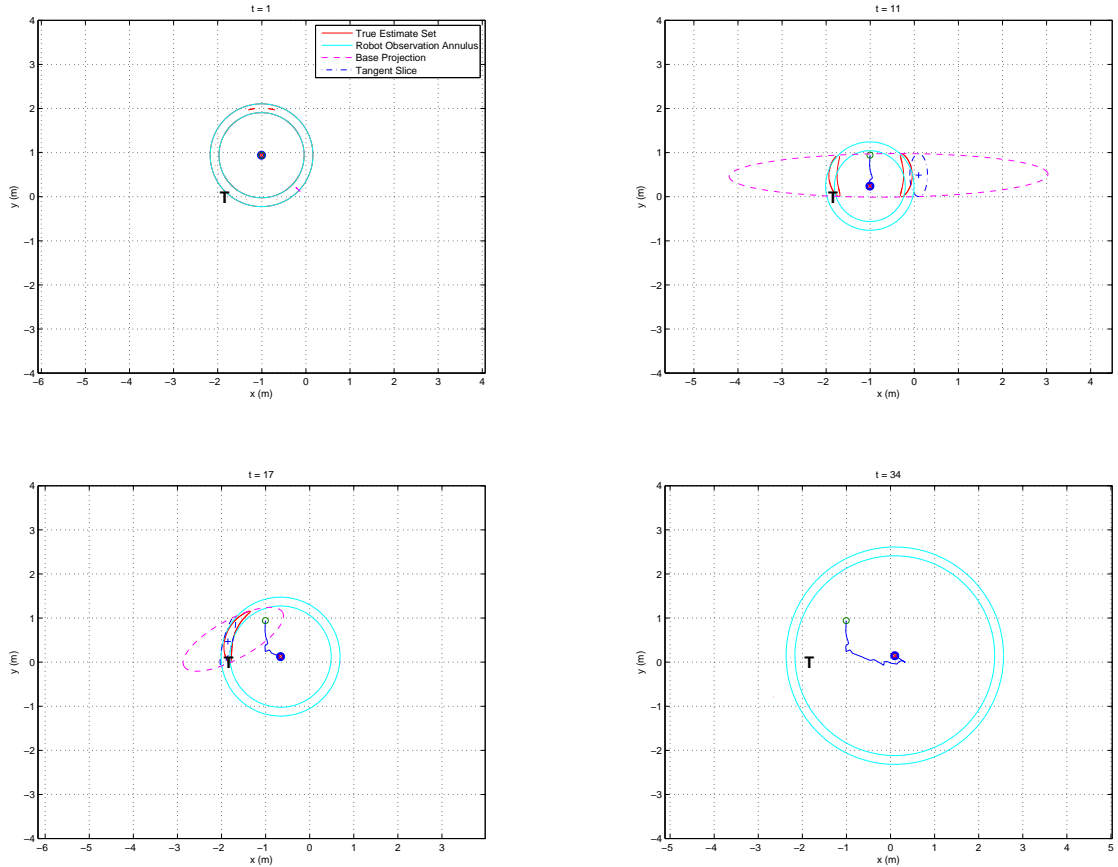 t = 1
True Estimate Set
Robot Observation Annulus
Base Projection
Tangent Slice
4
3
2
1
0
−1
−2
−3
−4
T
y (m)
−6 −5 −4 −3 −2 −1 0 1 2 3 4
x (m)
t = 11
4
3
2
1
0
−1
−2
−3
−4
T
y (m)
−5 −4 −3 −2 −1 0 1 2 3 4
x (m)
t = 17
4
3
2
1
0
−1
−2
−3
−4
T
y (m)
−6 −5 −4 −3 −2 −1 0 1 2 3
x (m)
t = 34
4
3
2
1
0
−1
−2
−3
−4
T
y (m)
−5 −4 −3 −2 −1 0 1 2 3 4 5
x (m)